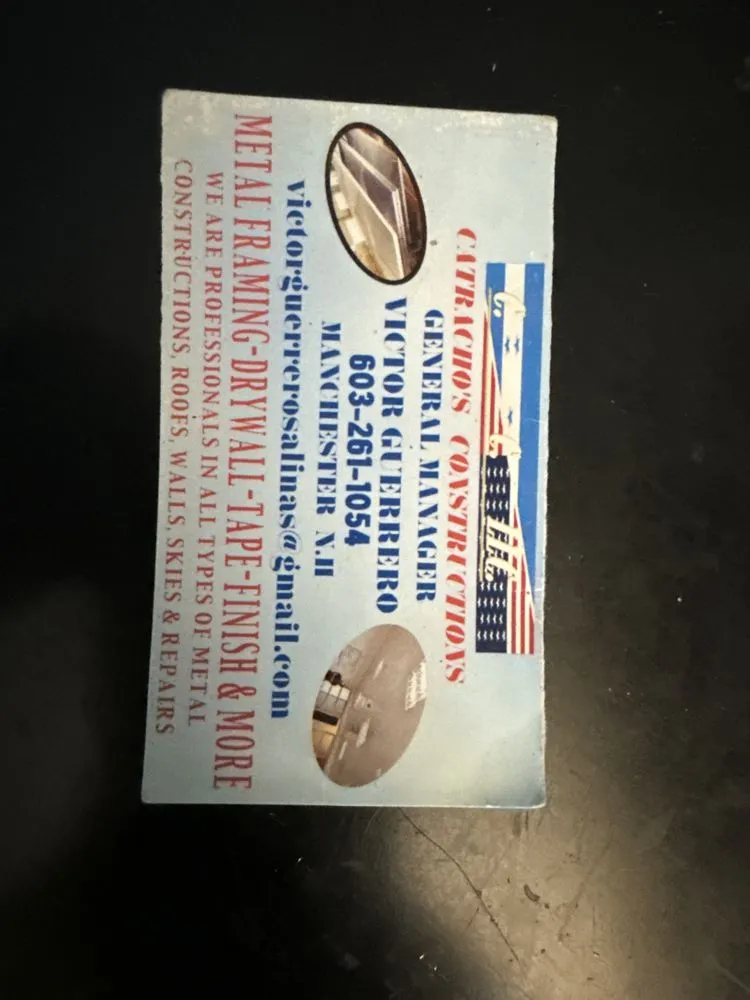 C. C. LLC
CATRACHO'S CONSTRUCTIONS
GENERAL MANAGER
VICTOR GUERRERO
603-261-1054
MANCHESTER N.H
victorguerrerosalinas@gmail.com
METAL FRAMING-DRYWALL-TAPE-FINISH & MORE
WE ARE PROFESSIONALS IN ALL TYPES OF METAL
CONSTRUCTIONS, ROOFS, WALLS, SKIES & REPAIRS